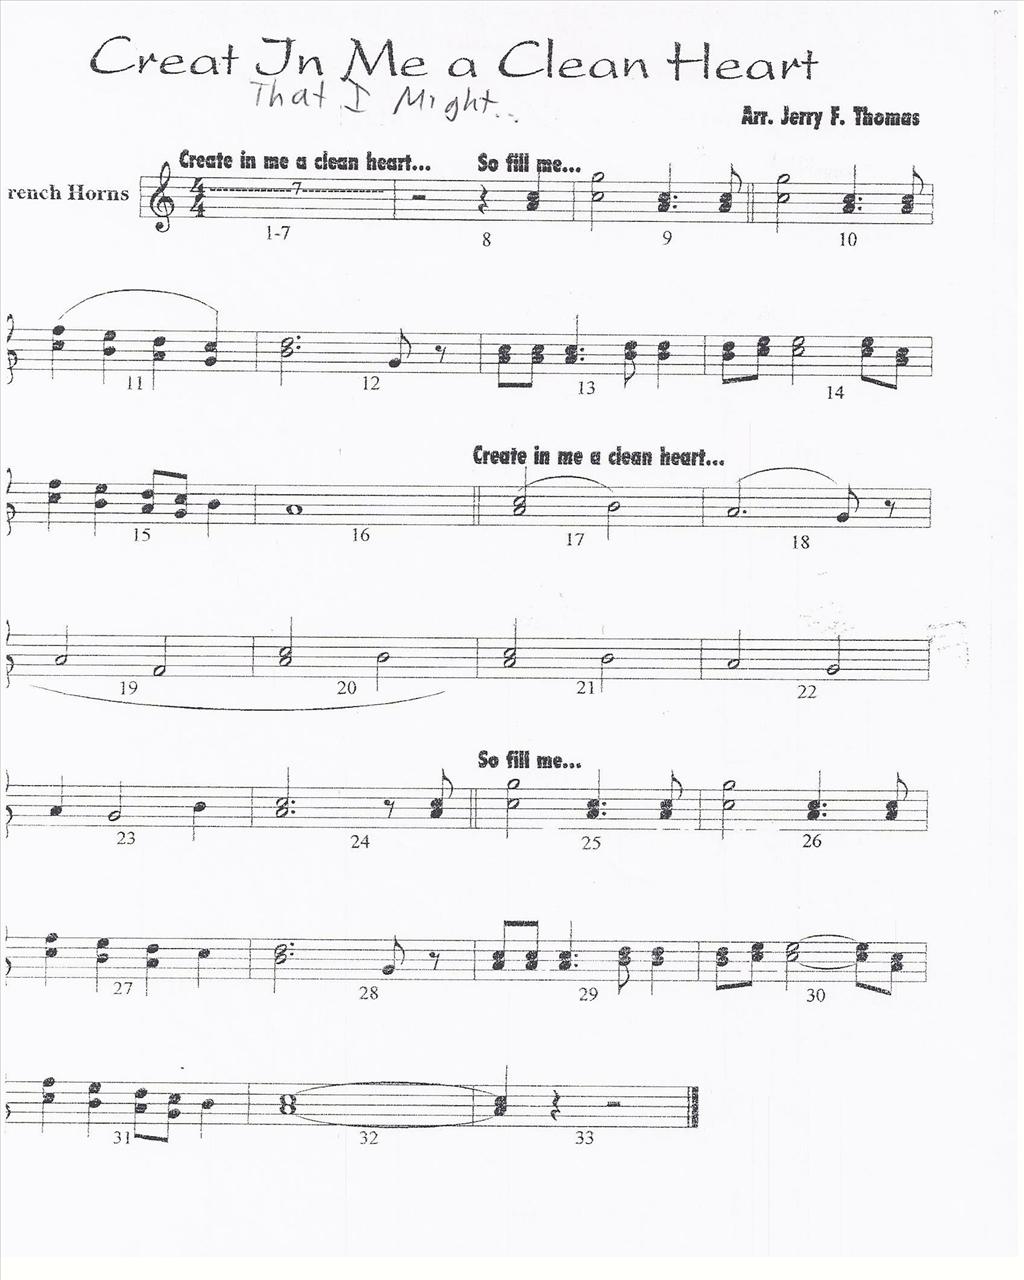 Creat In Me a Clean Heart
That I Might..
Arr. Jerry F. Thomas
Create in me a clean heart... So fill me...
rench Horns
4
4
7
1-7 8 9 10
11 12 13 14
Create in me a clean heart...
15 16 17 18
19 20 21 22
So fill me...
23 24 25 26
27 28 29 30
31 32 33